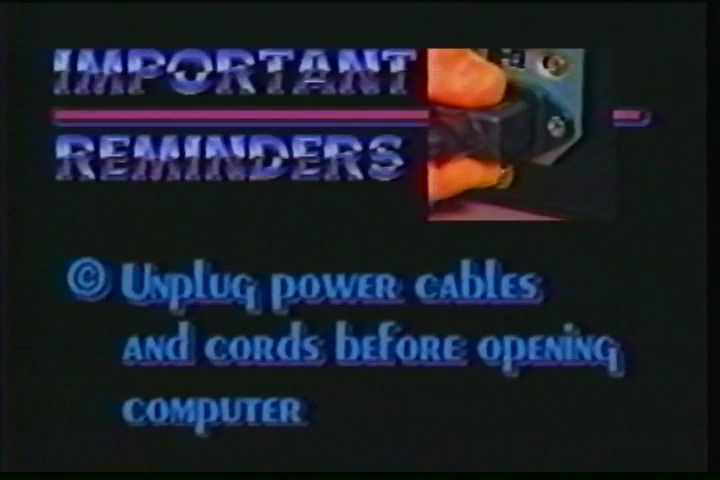 IMPORTANT
REMINDERS
© Unplug power cables
and cords before opening
computer